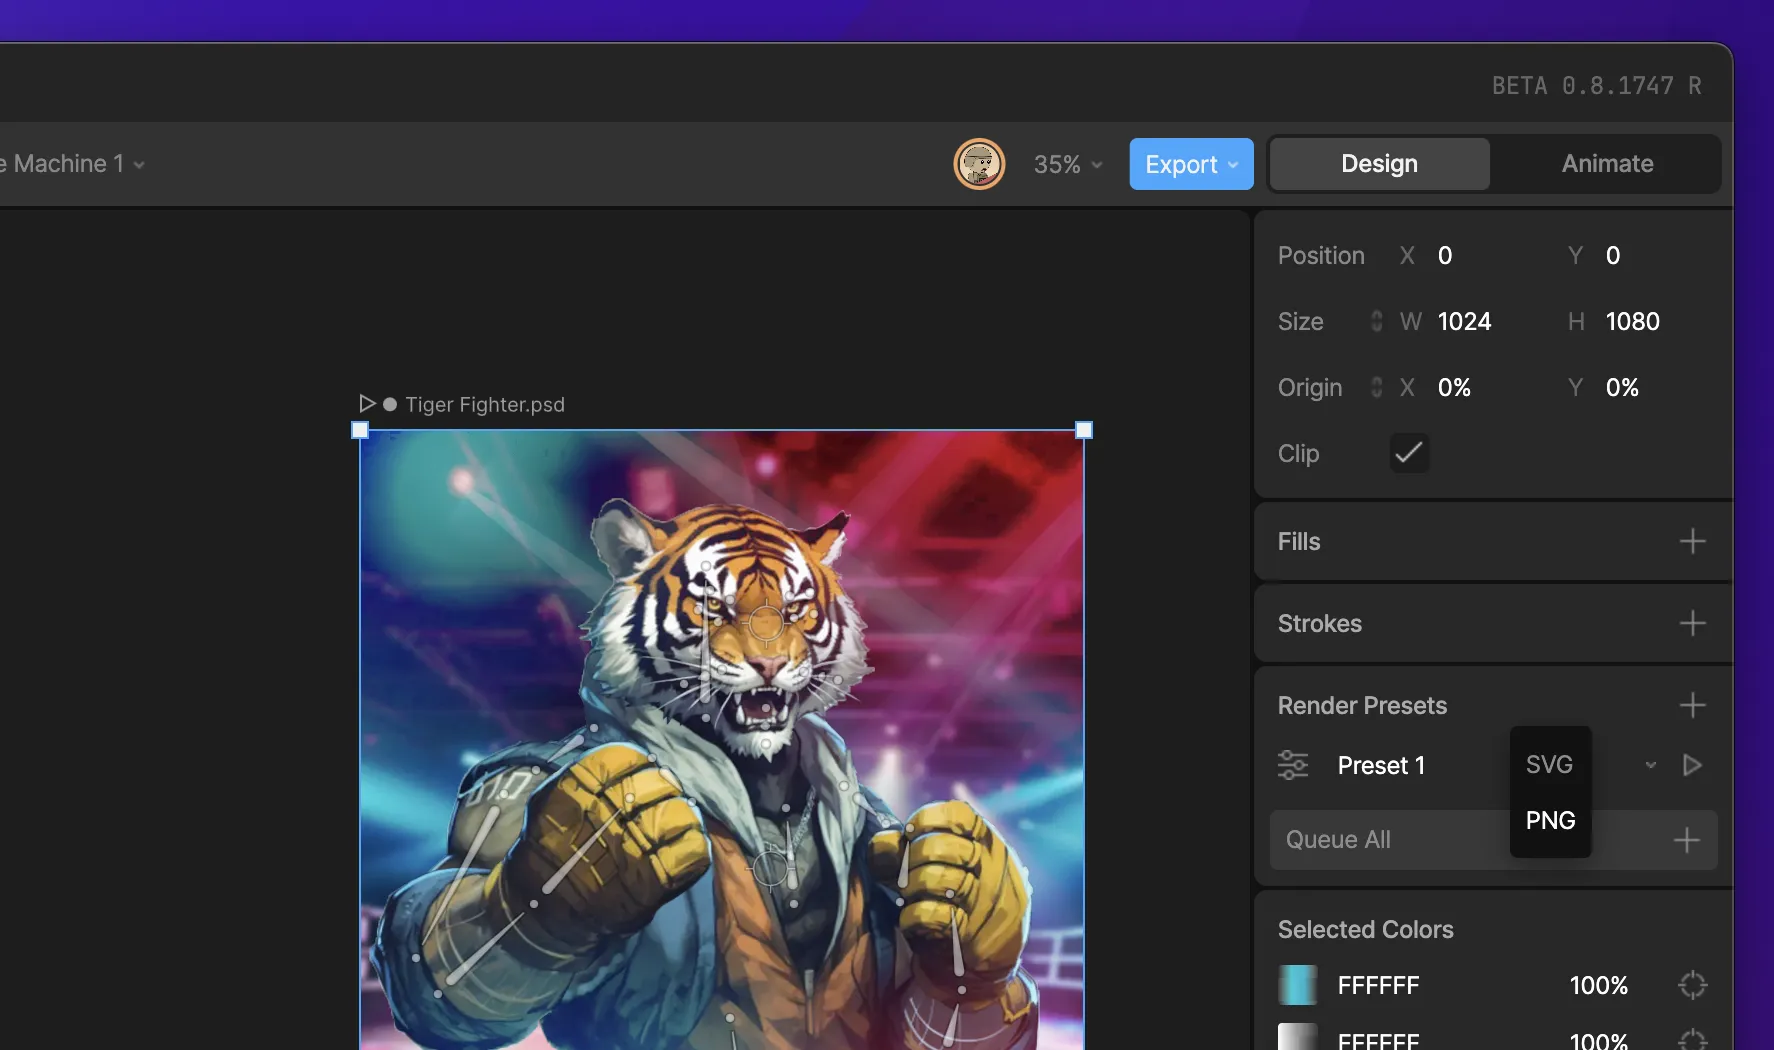 BETA 0.8.1747 R
e Machine 1
35%
Export
Design
Animate
Position X 0 Y 0
Size W 1024 H 1080
Origin X 0% Y 0%
Clip
Tiger Fighter.psd
Fills
Strokes
Render Presets
Preset 1
SVG
PNG
Queue All
Selected Colors
FFFFFF 100%
FFFFFF 100%